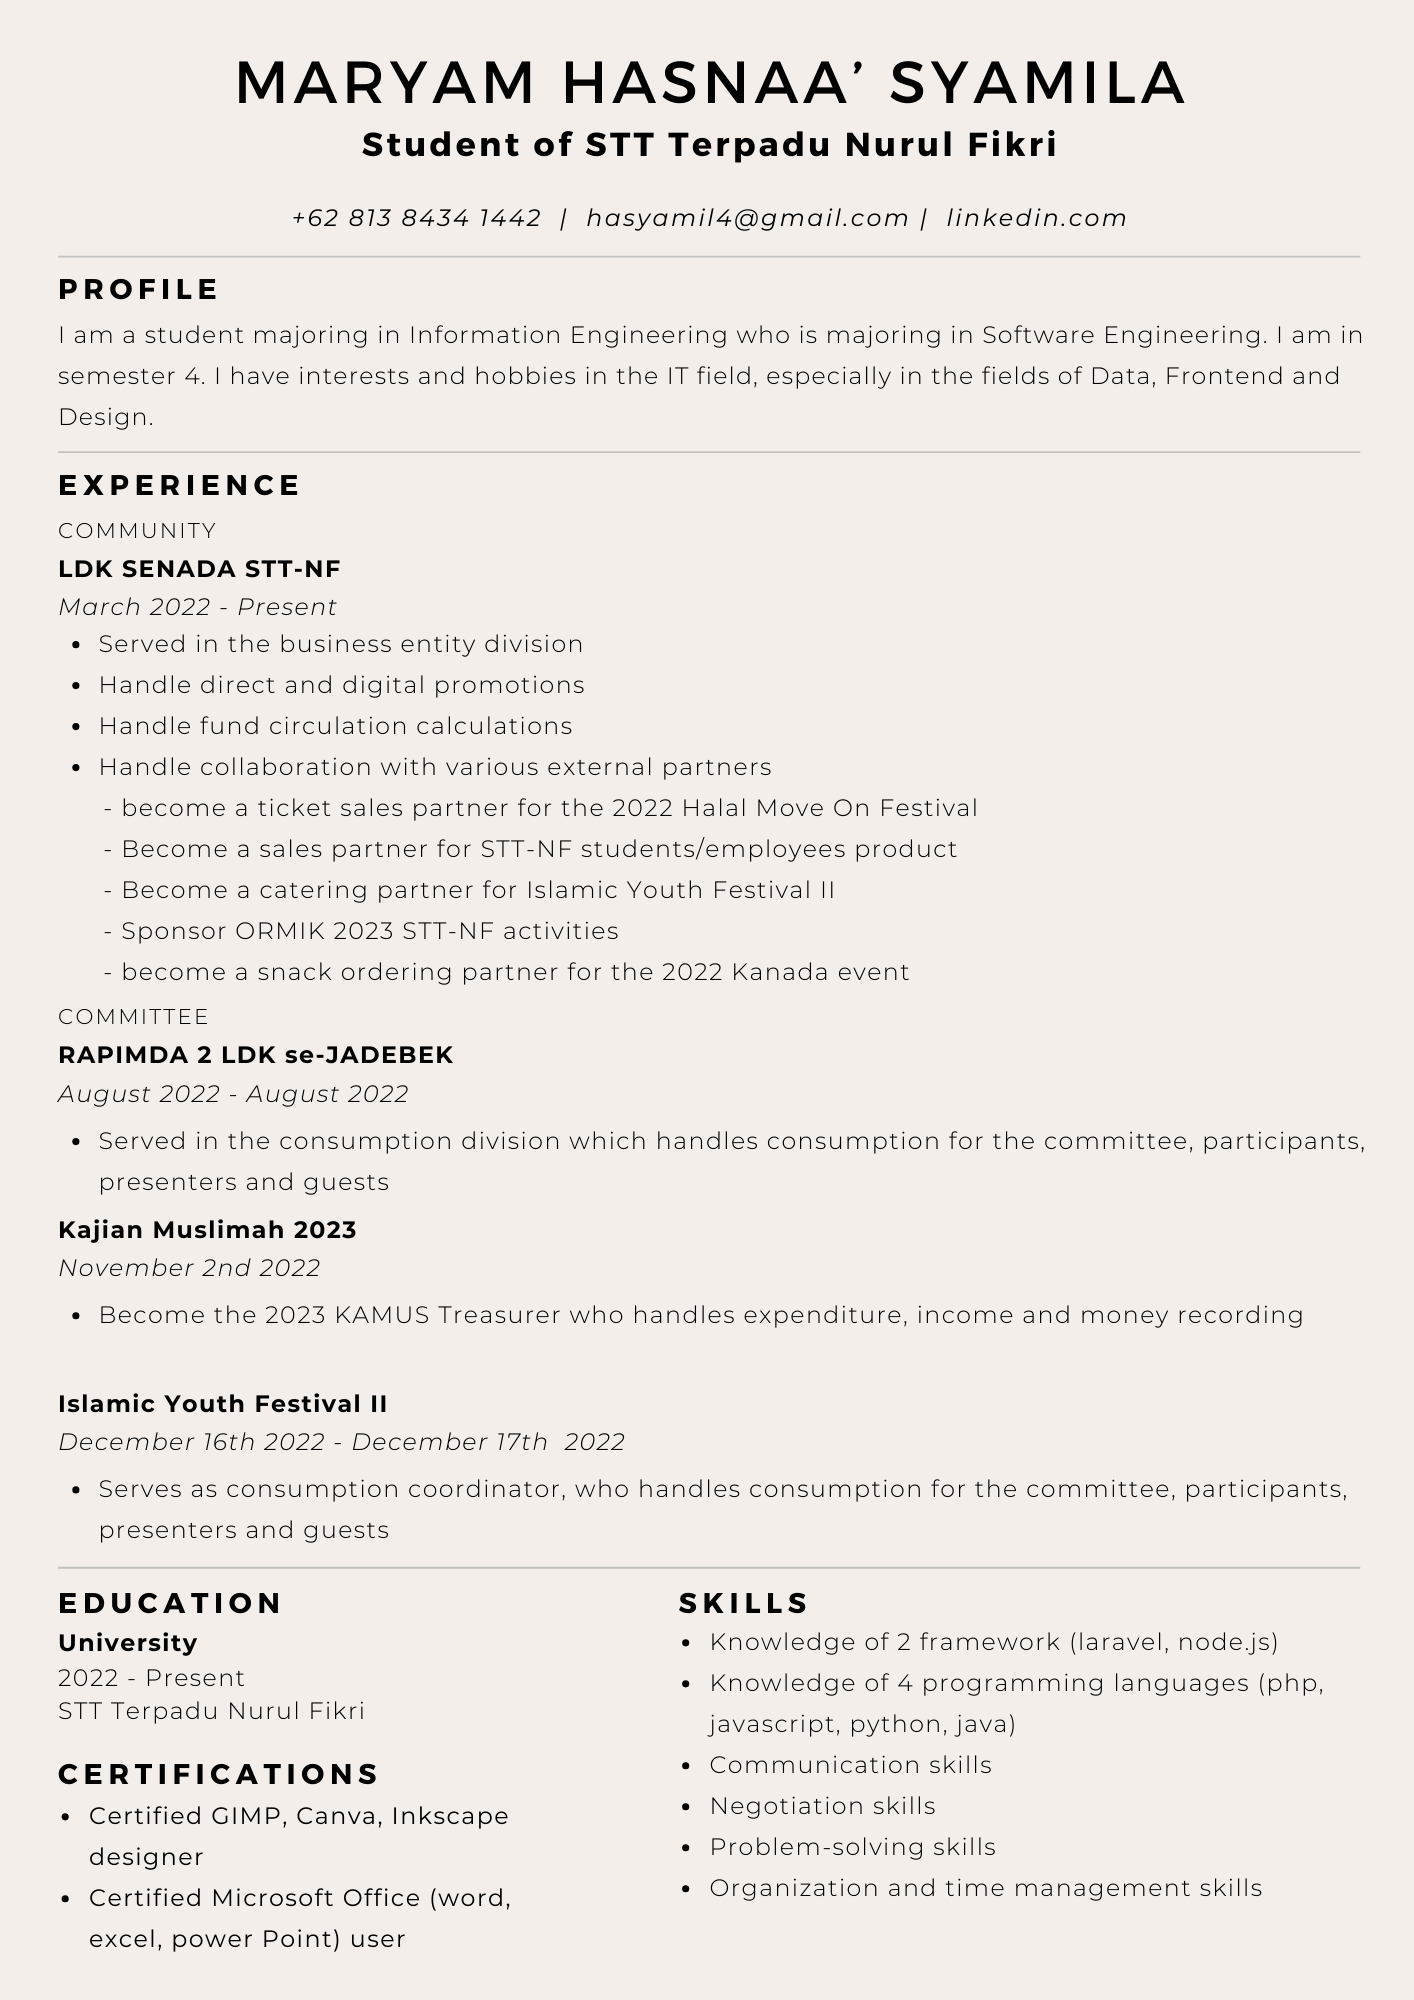 MARYAM HASNAA’ SYAMILA
Student of STT Terpadu Nurul Fikri
+62 813 8434 1442 | hasyamil4@gmail.com | linkedin.com
PROFILE
I am a student majoring in Information Engineering who is majoring in Software Engineering. I am in
semester 4. I have interests and hobbies in the IT field, especially in the fields of Data, Frontend and
Design.
EXPERIENCE
COMMUNITY
LDK SENADA STT-NF
March 2022 - Present
• Served in the business entity division
• Handle direct and digital promotions
• Handle fund circulation calculations
• Handle collaboration with various external partners
- become a ticket sales partner for the 2022 Halal Move On Festival
- Become a sales partner for STT-NF students/employees product
- Become a catering partner for Islamic Youth Festival II
- Sponsor ORMIK 2023 STT-NF activities
- become a snack ordering partner for the 2022 Kanada event
COMMITTEE
RAPIMDA 2 LDK se-JADEBEK
August 2022 - August 2022
• Served in the consumption division which handles consumption for the committee, participants,
presenters and guests
Kajian Muslimah 2023
November 2nd 2022
• Become the 2023 KAMUS Treasurer who handles expenditure, income and money recording
Islamic Youth Festival II
December 16th 2022 - December 17th 2022
• Serves as consumption coordinator, who handles consumption for the committee, participants,
presenters and guests
EDUCATION
University
2022 - Present
STT Terpadu Nurul Fikri
CERTIFICATIONS
• Certified GIMP, Canva, Inkscape
designer
• Certified Microsoft Office (word,
excel, power Point) user
SKILLS
• Knowledge of 2 framework (laravel, node.js)
• Knowledge of 4 programming languages (php,
javascript, python, java)
• Communication skills
• Negotiation skills
• Problem-solving skills
• Organization and time management skills